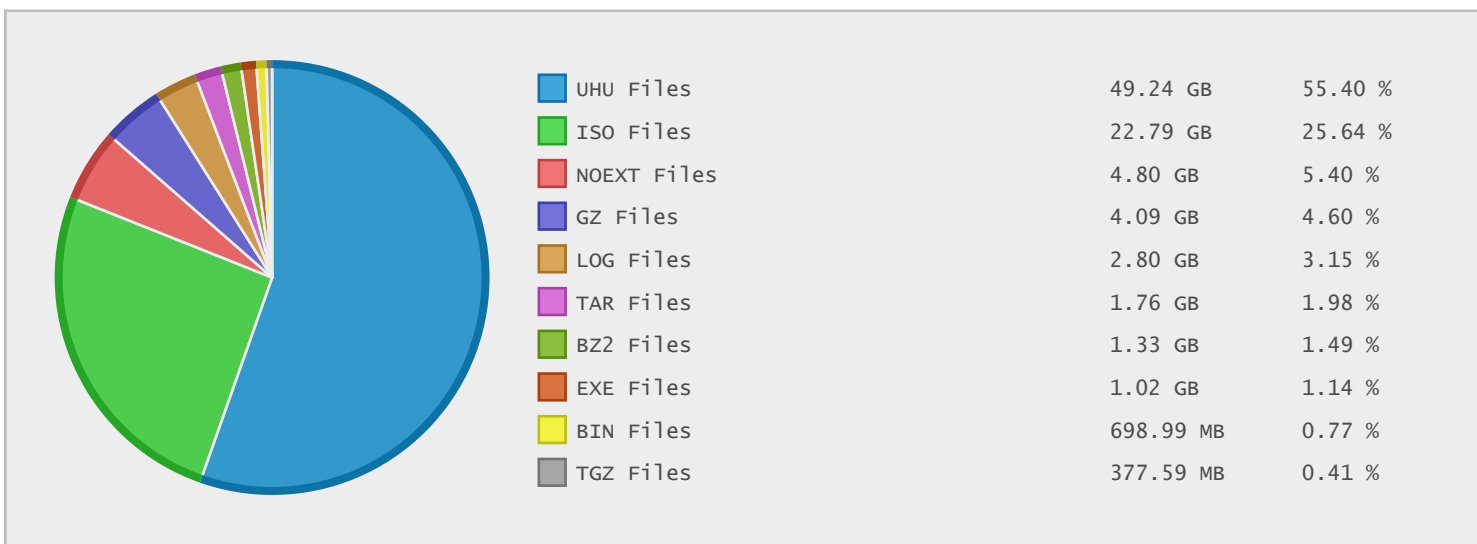 UHU Files 49.24 GB 55.40 %
ISO Files 22.79 GB 25.64 %
NOEXT Files 4.80 GB 5.40 %
GZ Files 4.09 GB 4.60 %
LOG Files 2.80 GB 3.15 %
TAR Files 1.76 GB 1.98 %
BZ2 Files 1.33 GB 1.49 %
EXE Files 1.02 GB 1.14 %
BIN Files 698.99 MB 0.77 %
TGZ Files 377.59 MB 0.41 %